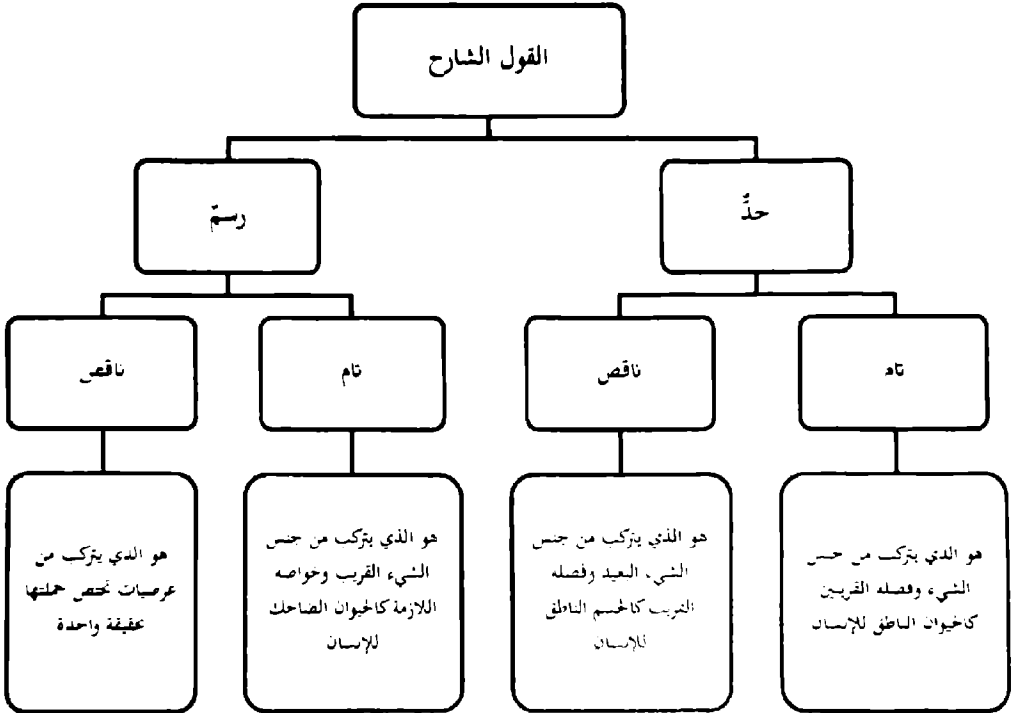 القول الشارح
حدٌّ
رسمٌ
تام
ناقص
تام
ناقص
هو الذي يتركب من جنس
الشيء وفصله القريبين
كالحيوان الناطق للإنسان
هو الذي يتركب من جنس
الشيء البعيد وفصله
القريب كالجسم الناطق
للإنسان
هو الذي يتركب من جنس
الشيء القريب وخواصه
اللازمة كالحيوان الضاحك
للإنسان
هو الذي يتركب من
عرضيات تختص جملتها
بحقيقة واحدة